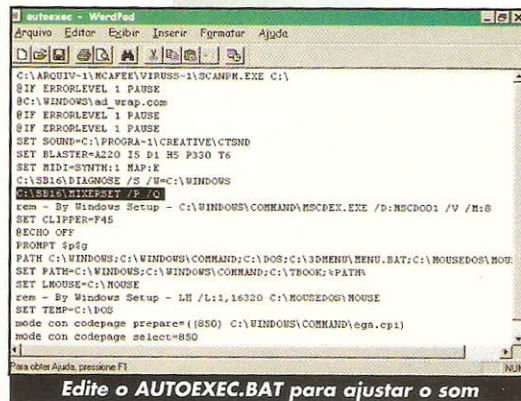 autoexec - WordPad
Arquivo Editar Exibir Inserir Formatar Ajuda
C:\ARQUIV~1\MCAFEE\VIRUSS~1\SCANPM.EXE C:\
@IF ERRORLEVEL 1 PAUSE
@C:\WINDOWS\ad_wrap.com
@IF ERRORLEVEL 1 PAUSE
@IF ERRORLEVEL 1 PAUSE
SET SOUND=C:\PROGRA~1\CREATIVE\CTSND
SET BLASTER=A220 I5 D1 H5 P330 T6
SET MIDI=SYNTH:1 MAP:E
C:\SB16\DIAGNOSE /S /W=C:\WINDOWS
C:\SB16\MIXERSET /P /Q
rem - By Windows Setup - C:\WINDOWS\COMMAND\MSCDEX.EXE /D:MSCD001 /V /M:8
SET CLIPPER=F45
@ECHO OFF
PROMPT $p$g
PATH C:\WINDOWS;C:\WINDOWS\COMMAND;C:\DOS;C:\3DMENU\MENU.BAT;C:\MOUSEDOS\MOU
SET PATH=C:\WINDOWS;C:\WINDOWS\COMMAND;C:\TBOOK;%PATH%
SET LMOUSE=C:\MOUSE
rem - By Windows Setup - LH /L:1,16320 C:\MOUSEDOS\MOUSE
SET TEMP=C:\DOS
mode con codepage prepare=((850) C:\WINDOWS\COMMAND\ega.cpi)
mode con codepage select=850
Para obter Ajuda, pressione F1
NUM
Edite o AUTOEXEC.BAT para ajustar o som